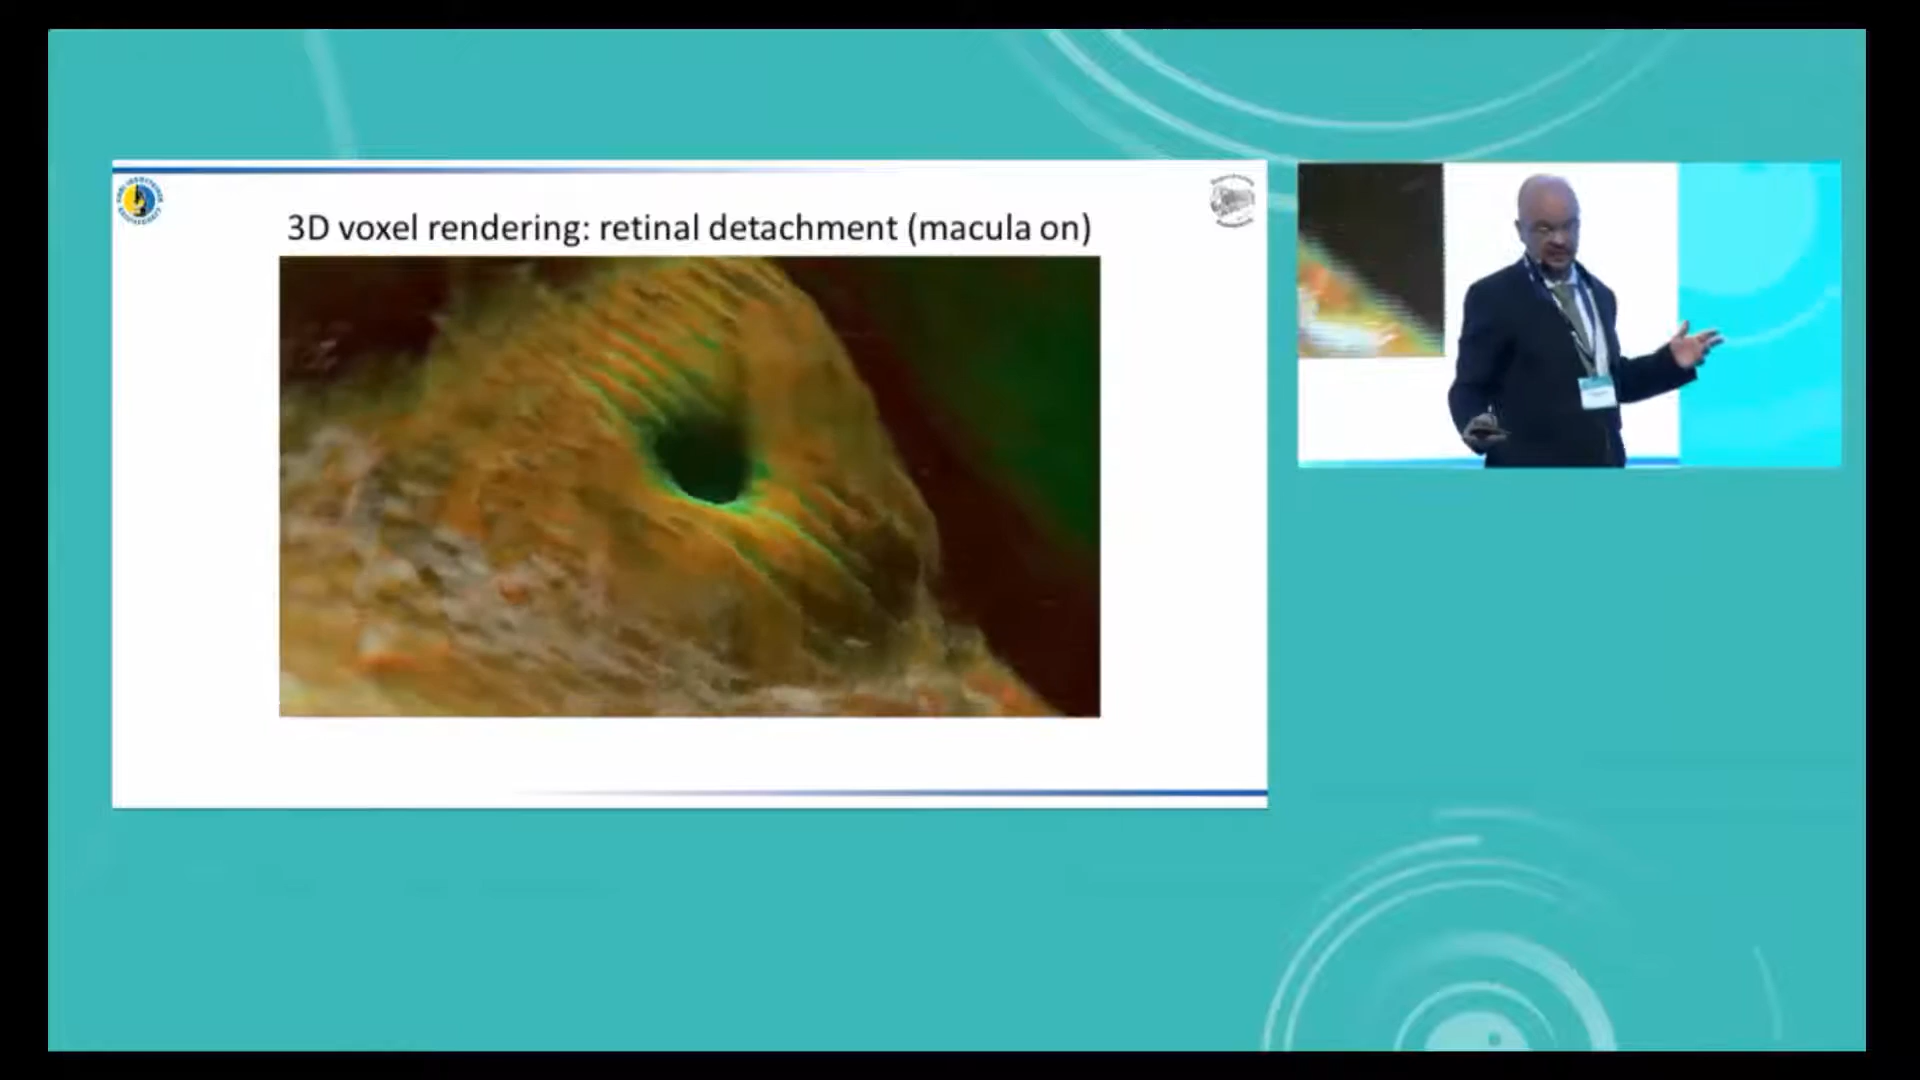 3D voxel rendering: retinal detachment (macula on)